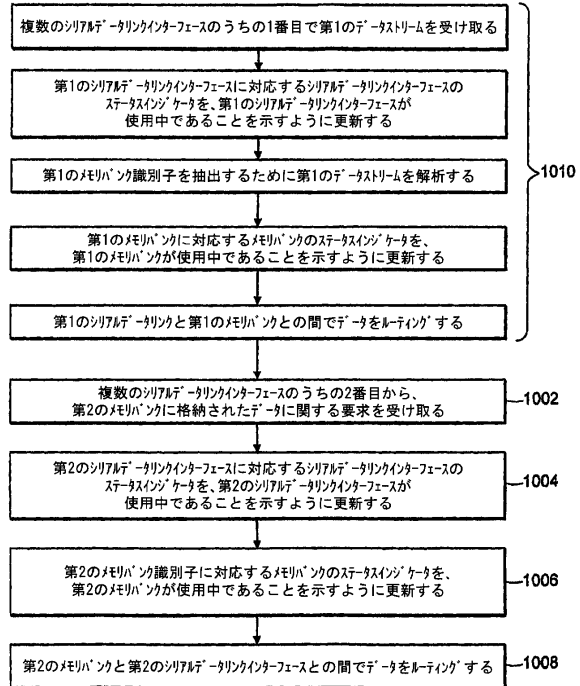 複数のシリアルデータリンクインターフェースのうちの1番目で第1のデータストリームを受け取る
第1のシリアルデータリンクインターフェースに対応するシリアルデータリンクインターフェースの
ステータスインジケータを、第1のシリアルデータリンクインターフェースが
使用中であることを示すように更新する
第1のメモリバンク識別子を抽出するために第1のデータストリームを解析する
1010
第1のメモリバンクに対応するメモリバンクのステータスインジケータを、
第1のメモリバンクが使用中であることを示すように更新する
第1のシリアルデータリンクと第1のメモリバンクとの間でデータをルーティングする
複数のシリアルデータリンクインターフェースのうちの2番目から、
第2のメモリバンクに格納されたデータに関する要求を受け取る
1002
第2のシリアルデータリンクインターフェースに対応するシリアルデータリンクインターフェースの
ステータスインジケータを、第2のシリアルデータリンクインターフェースが
使用中であることを示すように更新する
1004
第2のメモリバンク識別子に対応するメモリバンクのステータスインジケータを、
第2のメモリバンクが使用中であることを示すように更新する
1006
第2のメモリバンクと第2のシリアルデータリンクインターフェースとの間でデータをルーティングする
1008